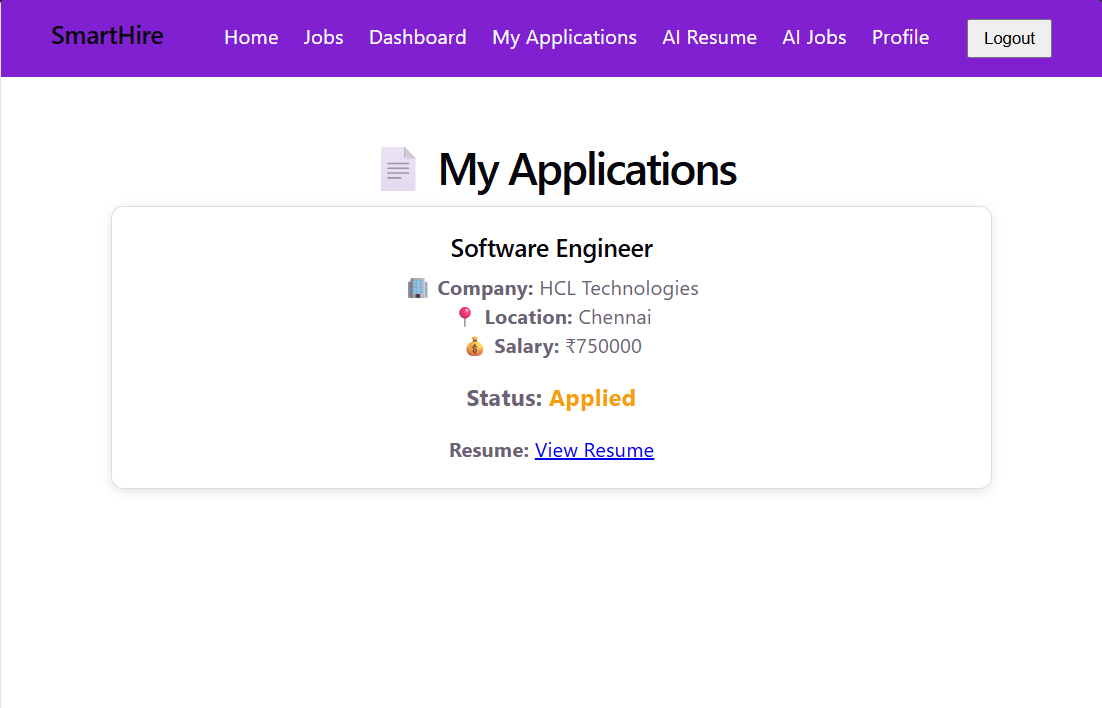 SmartHire Home Jobs Dashboard My Applications AI Resume AI Jobs Profile Logout
My Applications
Software Engineer
Company: HCL Technologies
Location: Chennai
Salary: ₹750000
Status: Applied
Resume: View Resume